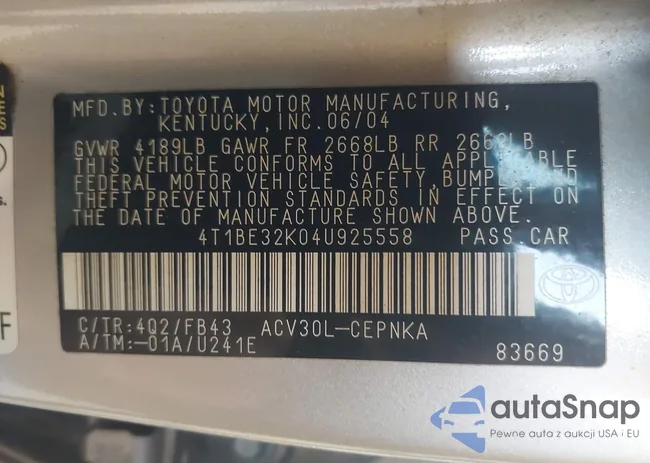 MFD.BY:TOYOTA MOTOR MANUFACTURING,
KENTUCKY,INC.06/04
GVWR 4189LB GAWR FR 2668LB RR 2668LB
THIS VEHICLE CONFORMS TO ALL APPLICABLE
FEDERAL MOTOR VEHICLE SAFETY,BUMPER,AND
THEFT PREVENTION STANDARDS IN EFFECT ON
THE DATE OF MANUFACTURE SHOWN ABOVE.
4T1BE32K04U925558 PASS.CAR
C/TR:4Q2/FB43 ACV30L-CEPNKA
A/TM:-01A/U241E 83669
autaSnap
Pewne auta z aukcji USA i EU